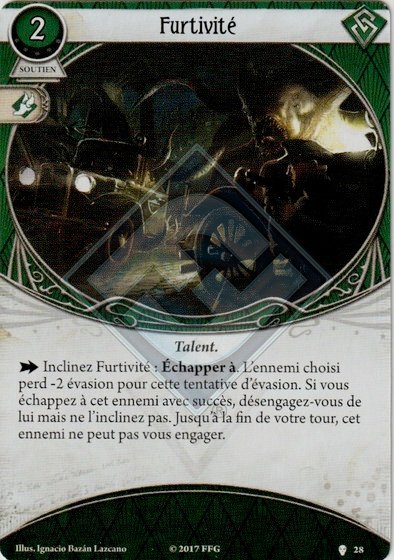 Furtivité
2
SOUTIEN
Talent.
Inclinez Furtivité : Échapper à. L'ennemi choisi
perd -2 évasion pour cette tentative d'évasion. Si vous
échappez à cet ennemi avec succès, désengagez-vous de
lui mais ne l'inclinez pas. Jusqu'à la fin de votre tour, cet
ennemi ne peut pas vous engager.
Illus. Ignacio Bazán Lazcano
© 2017 FFG
28